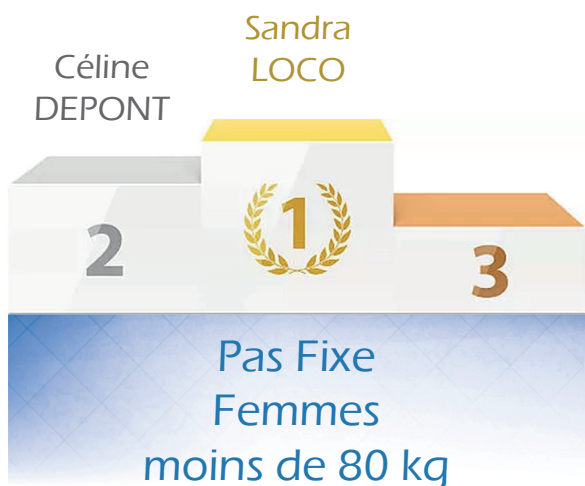 Sandra
LOCO
Céline
DEPONT
1
2
3
Pas Fixe
Femmes
moins de 80 kg